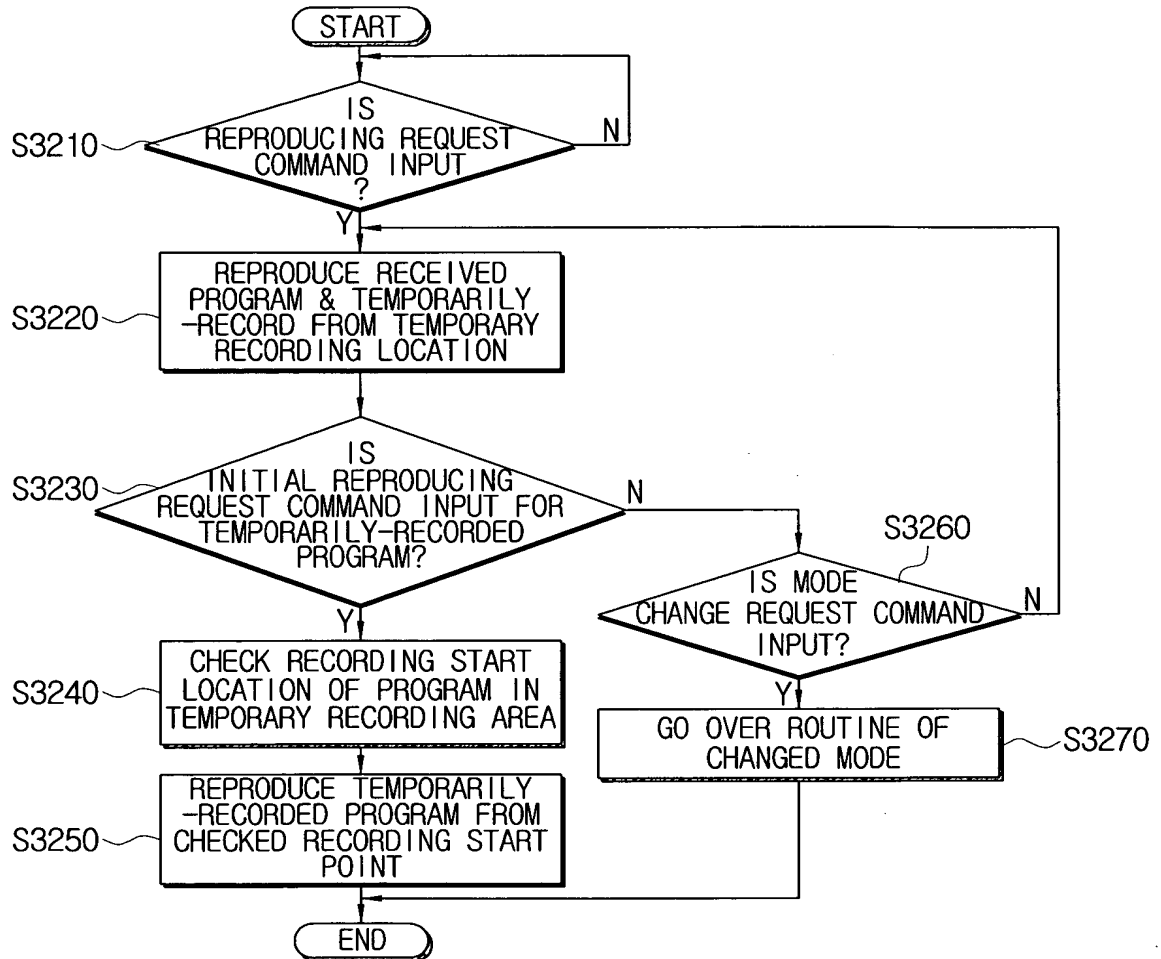 START
IS
REPRODUCING REQUEST
COMMAND INPUT
?
S3210
N
Y
REPRODUCE RECEIVED
PROGRAM & TEMPORARILY
-RECORD FROM TEMPORARY
RECORDING LOCATION
S3220
IS
INITIAL REPRODUCING
REQUEST COMMAND INPUT FOR
TEMPORARILY-RECORDED
PROGRAM?
S3230
N
Y
S3260
IS MODE
CHANGE REQUEST COMMAND
INPUT?
N
Y
CHECK RECORDING START
LOCATION OF PROGRAM IN
TEMPORARY RECORDING AREA
S3240
GO OVER ROUTINE OF
CHANGED MODE
S3270
REPRODUCE TEMPORARILY
-RECORDED PROGRAM FROM
CHECKED RECORDING START
POINT
S3250
END